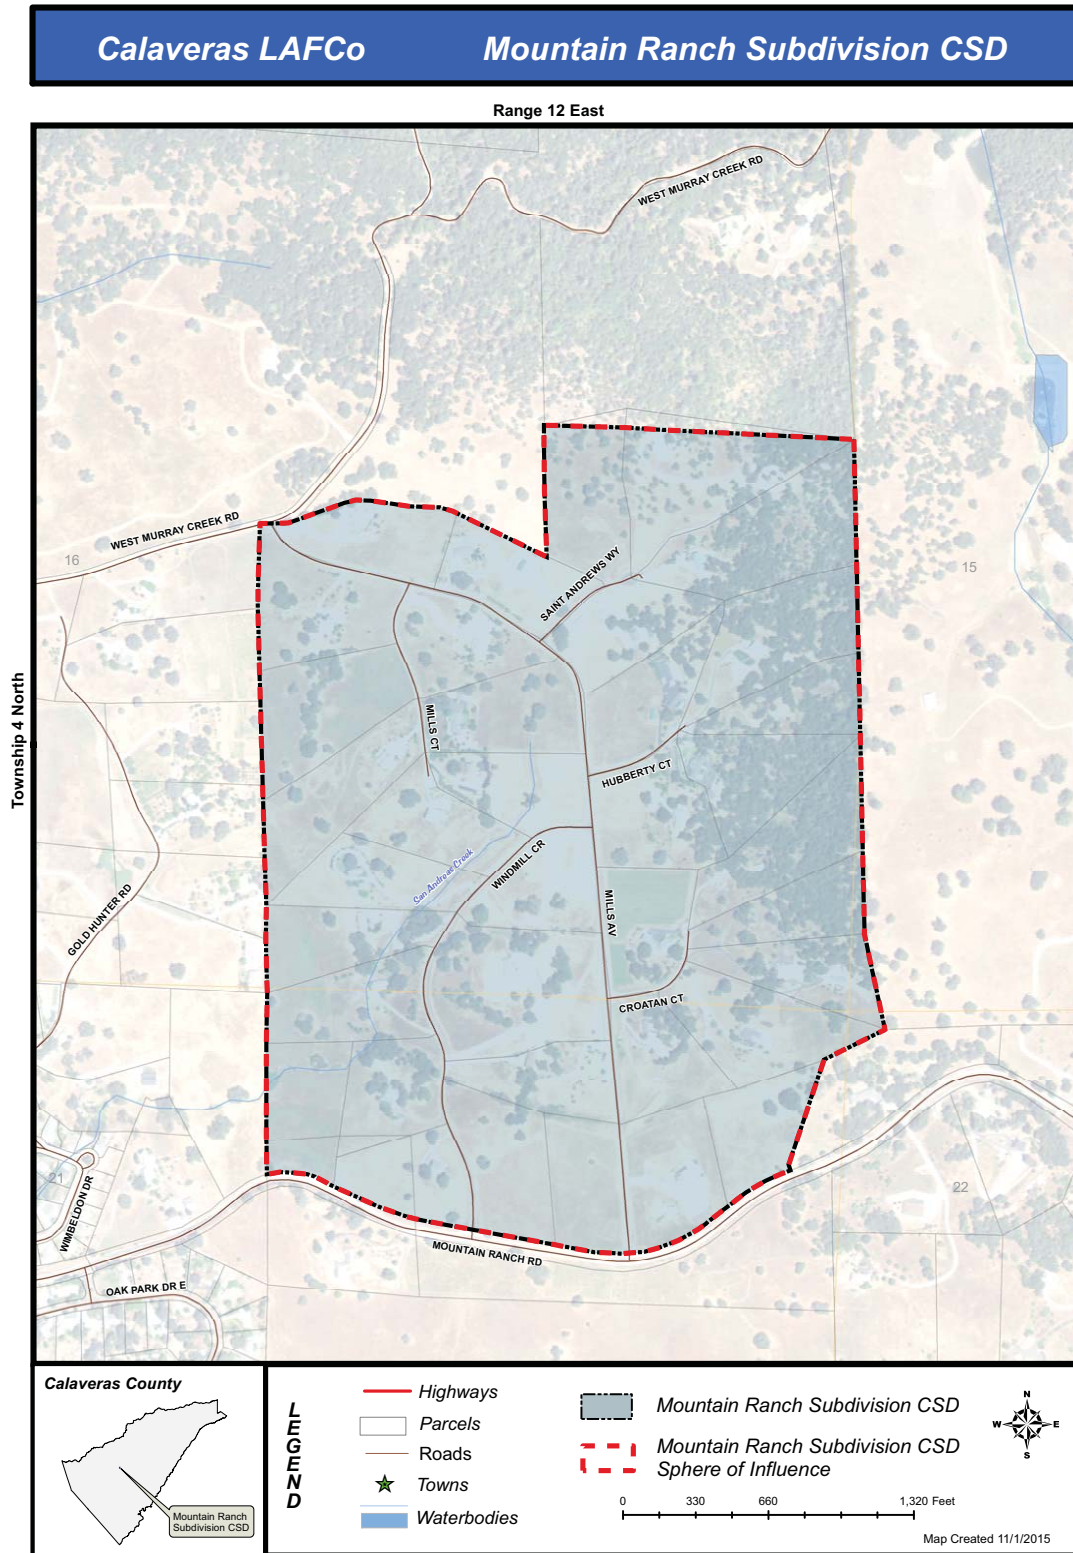 Calaveras LAFCo Mountain Ranch Subdivision CSD
Range 12 East
Township 4 North
WEST MURRAY CREEK RD
WEST MURRAY CREEK RD
16
15
SAINT ANDREWS WY
MILLS CT
HUBBERTY CT
WINDMILL CR
San Andreas Creek
MILLS AV
GOLD HUNTER RD
CROATAN CT
21
22
WIMBELDON DR
MOUNTAIN RANCH RD
OAK PARK DR E
Calaveras County
Mountain Ranch
Subdivision CSD
LEGEND
Highways
Parcels
Roads
Towns
Waterbodies
Mountain Ranch Subdivision CSD
Mountain Ranch Subdivision CSD
Sphere of Influence
N
W E
S
0 330 660 1,320 Feet
Map Created 11/1/2015